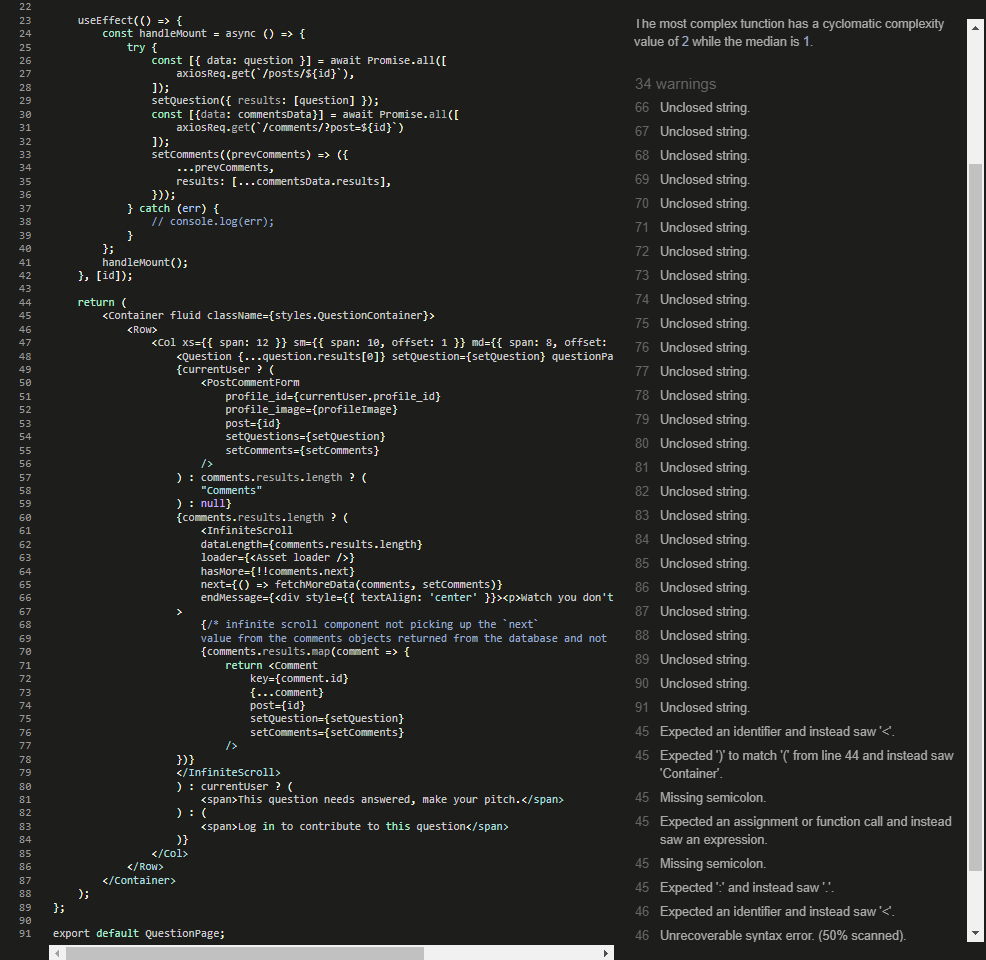 22
23 useEffect(() => {
24 const handleMount = async () => {
25 try {
26 const [{ data: question }] = await Promise.all([
27 axiosReq.get(`/posts/${id}`),
28 ]);
29 setQuestion({ results: [question] });
30 const [{data: commentsData}] = await Promise.all([
31 axiosReq.get(`/comments/?post=${id}`)
32 ]);
33 setComments((prevComments) => ({
34 ...prevComments,
35 results: [...commentsData.results],
36 }));
37 } catch (err) {
38 // console.log(err);
39 }
40 };
41 handleMount();
42 }, [id]);
43
44 return (
45 <Container fluid className={styles.QuestionContainer}>
46 <Row>
47 <Col xs={{ span: 12 }} sm={{ span: 10, offset: 1 }} md={{ span: 8, offset:
48 <Question {...question.results[0]} setQuestion={setQuestion} questionPa
49 {currentUser ? (
50 <PostCommentForm
51 profile_id={currentUser.profile_id}
52 profile_image={profileImage}
53 post={id}
54 setQuestions={setQuestion}
55 setComments={setComments}
56 />
57 ) : comments.results.length ? (
58 "Comments"
59 ) : null}
60 {comments.results.length ? (
61 <InfiniteScroll
62 dataLength={comments.results.length}
63 loader={<Asset loader />}
64 hasMore={!!comments.next}
65 next={() => fetchMoreData(comments, setComments)}
66 endMessage={<div style={{ textAlign: 'center' }}><p>Watch you don't
67 >
68 {/* infinite scroll component not picking up the `next`
69 value from the comments objects returned from the database and not
70 {comments.results.map(comment => {
71 return <Comment
72 key={comment.id}
73 {...comment}
74 post={id}
75 setQuestion={setQuestion}
76 setComments={setComments}
77 />
78 })}
79 </InfiniteScroll>
80 ) : currentUser ? (
81 <span>This question needs answered, make your pitch.</span>
82 ) : (
83 <span>Log in to contribute to this question</span>
84 )}
85 </Col>
86 </Row>
87 </Container>
88 );
89 };
90
91 export default QuestionPage;
The most complex function has a cyclomatic complexity
value of 2 while the median is 1.
34 warnings
66 Unclosed string.
67 Unclosed string.
68 Unclosed string.
69 Unclosed string.
70 Unclosed string.
71 Unclosed string.
72 Unclosed string.
73 Unclosed string.
74 Unclosed string.
75 Unclosed string.
76 Unclosed string.
77 Unclosed string.
78 Unclosed string.
79 Unclosed string.
80 Unclosed string.
81 Unclosed string.
82 Unclosed string.
83 Unclosed string.
84 Unclosed string.
85 Unclosed string.
86 Unclosed string.
87 Unclosed string.
88 Unclosed string.
89 Unclosed string.
90 Unclosed string.
91 Unclosed string.
45 Expected an identifier and instead saw '<'.
45 Expected ')' to match '(' from line 44 and instead saw
'Container'.
45 Missing semicolon.
45 Expected an assignment or function call and instead
saw an expression.
45 Missing semicolon.
45 Expected ':' and instead saw '.'.
46 Expected an identifier and instead saw '<'.
46 Unrecoverable syntax error. (50% scanned).